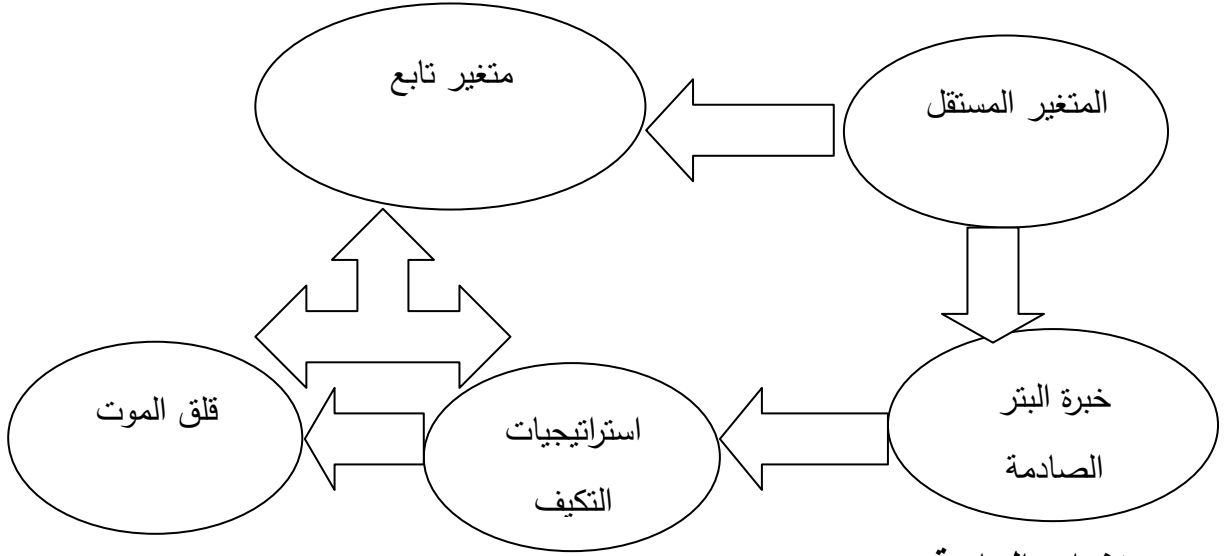 المتغير المستقل
متغير تابع
خبرة البتر
الصادمة
استراتيجيات
التكيف
قلق الموت